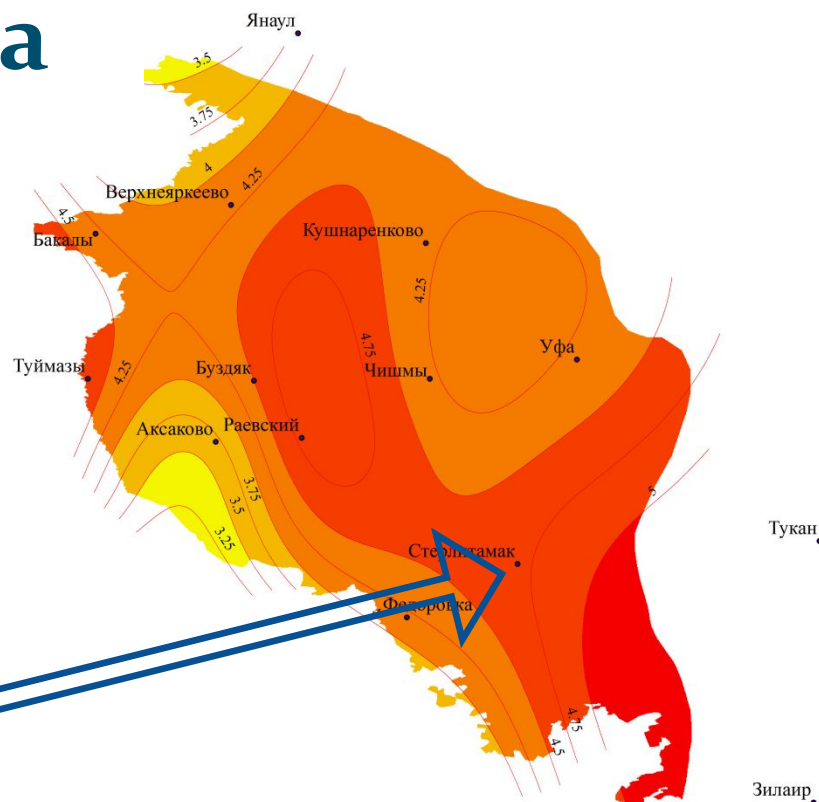 а
Янаул
3.5
3.75
4
4.25
Верхнеяркеево
4.5
Бакалы
Кушнаренково
4.25
4.75
Уфа
Туймазы
4.25
Буздяк
Чишмы
Аксаково
Раевский
3.75
3.5
3.25
5
Тукан
Стерлитамак
Федоровка
4.75
4.5
Зилаир